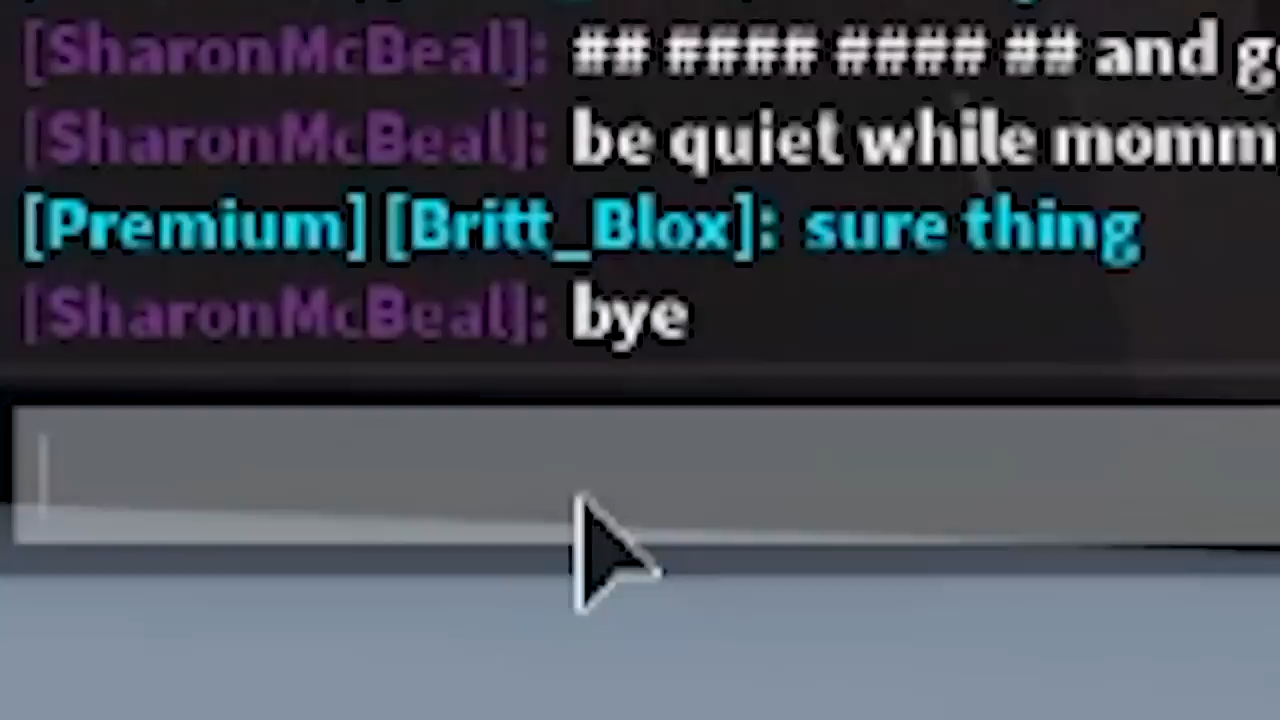 [SharonMcBeal]: ## #### #### ## and
[SharonMcBeal]: be quiet while
[Premium] [Britt_Blox]: sure thing
[SharonMcBeal]: bye